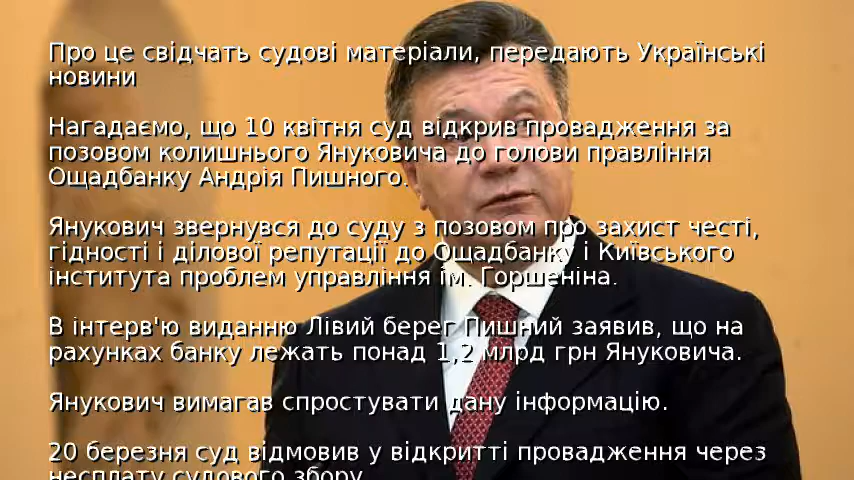 Про це свідчать судові матеріали, передають Українські
новини
Нагадаємо, що 10 квітня суд відкрив провадження за
позовом колишнього Януковича до голови правління
Ощадбанку Андрія Пишного.
Янукович звернувся до суду з позовом про захист честі,
гідності і ділової репутації до Ощадбанку і Київського
інститута проблем управління ім. Горшеніна.
В інтерв'ю виданню Лівий берег Пишний заявив, що на
рахунках банку лежать понад 1,2 млрд грн Януковича.
Янукович вимагав спростувати дану інформацію.
20 березня суд відмовив у відкритті провадження через
несплату судового збору